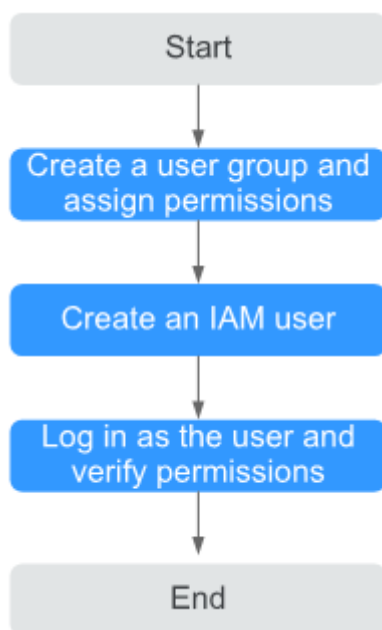 Start
Create a user group and
assign permissions
Create an IAM user
Log in as the user and
verify permissions
End